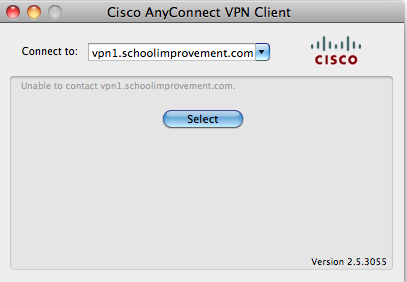 Cisco AnyConnect VPN Client
Connect to: vpn1.schoolimprovement.com
CISCO
Unable to contact vpn1.schoolimprovement.com.
Select
Version 2.5.3055